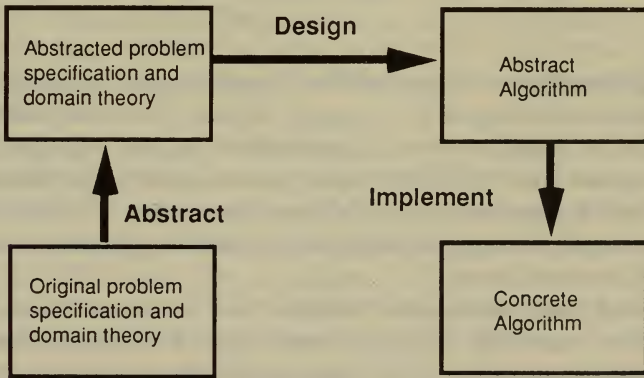 Abstracted problem
specification and
domain theory
Design
Abstract
Algorithm
Abstract
Implement
Original problem
specification and
domain theory
Concrete
Algorithm